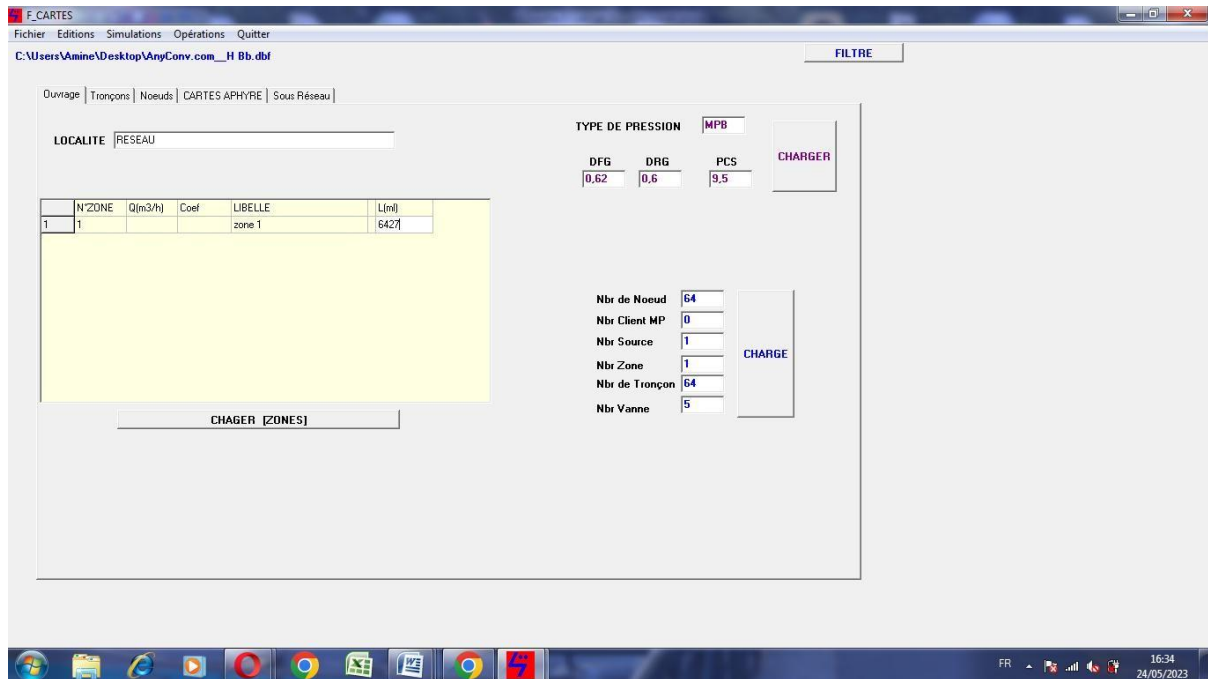 F_CARTES
Fichier Editions Simulations Opérations Quitter
C:\Users\Amine\Desktop\AnyConv.com__H Bb.dbf
FILTRE
Ouvrage Tronçons Noeuds CARTES APHYRE Sous Réseau
LOCALITE RESEAU
TYPE DE PRESSION MPB
DFG DRG PCS
0,62 0,6 9,5
CHARGER
N°ZONE Q(m3/h) Coef LIBELLE L(ml)
1 1 zone 1 6427
Nbr de Noeud 64
Nbr Client MP 0
Nbr Source 1
Nbr Zone 1
Nbr de Tronçon 64
Nbr Vanne 5
CHARGE
CHAGER [ZONES]
FR 16:34
24/05/2023